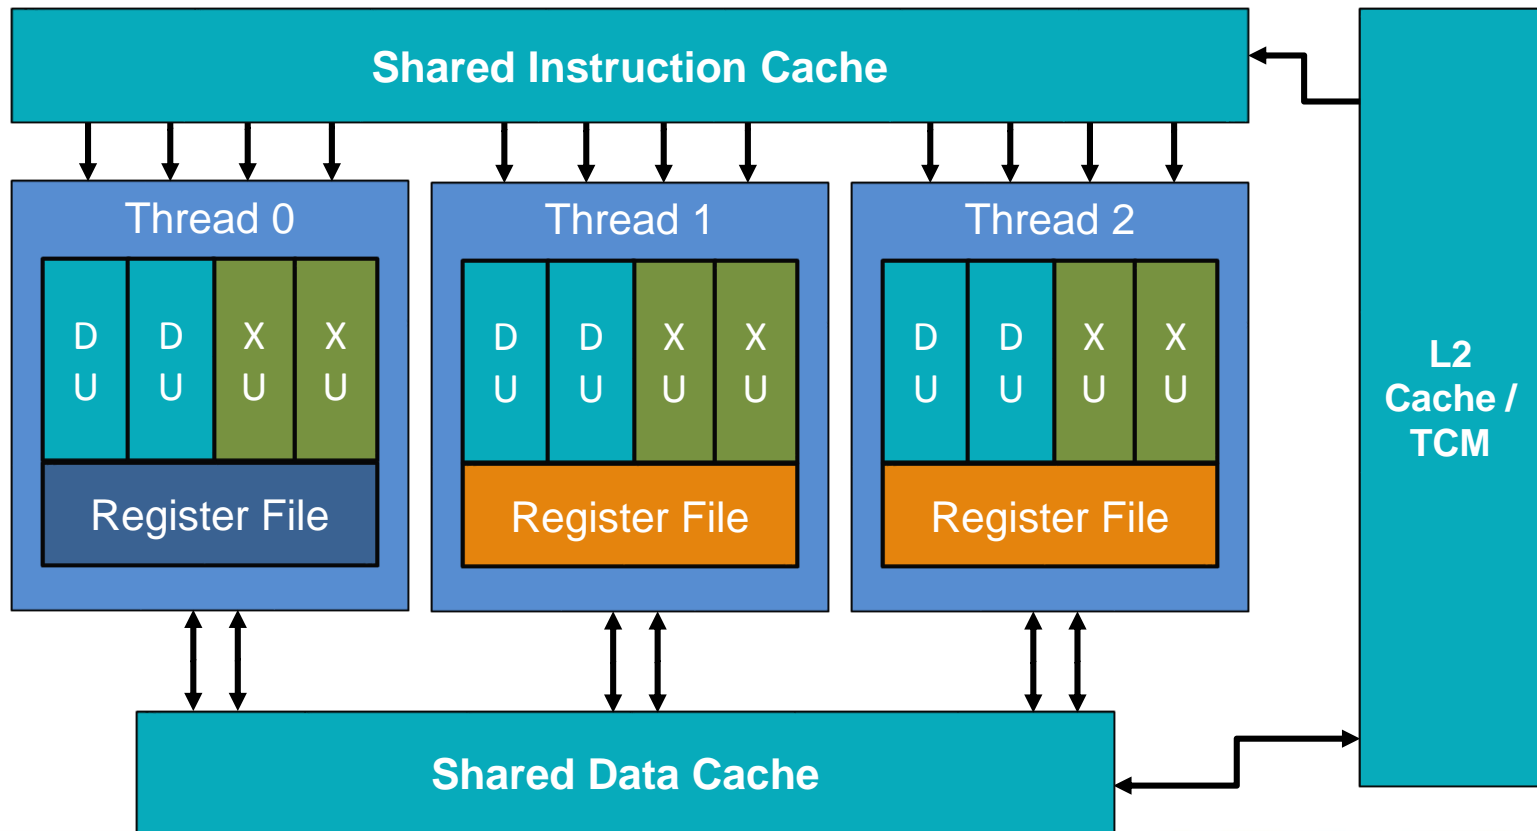 Shared Instruction Cache
Thread 0
Thread 1
Thread 2
D D X X
U U U U
D D X X
U U U U
D D X X
U U U U
Register File
Register File
Register File
L2
Cache /
TCM
Shared Data Cache